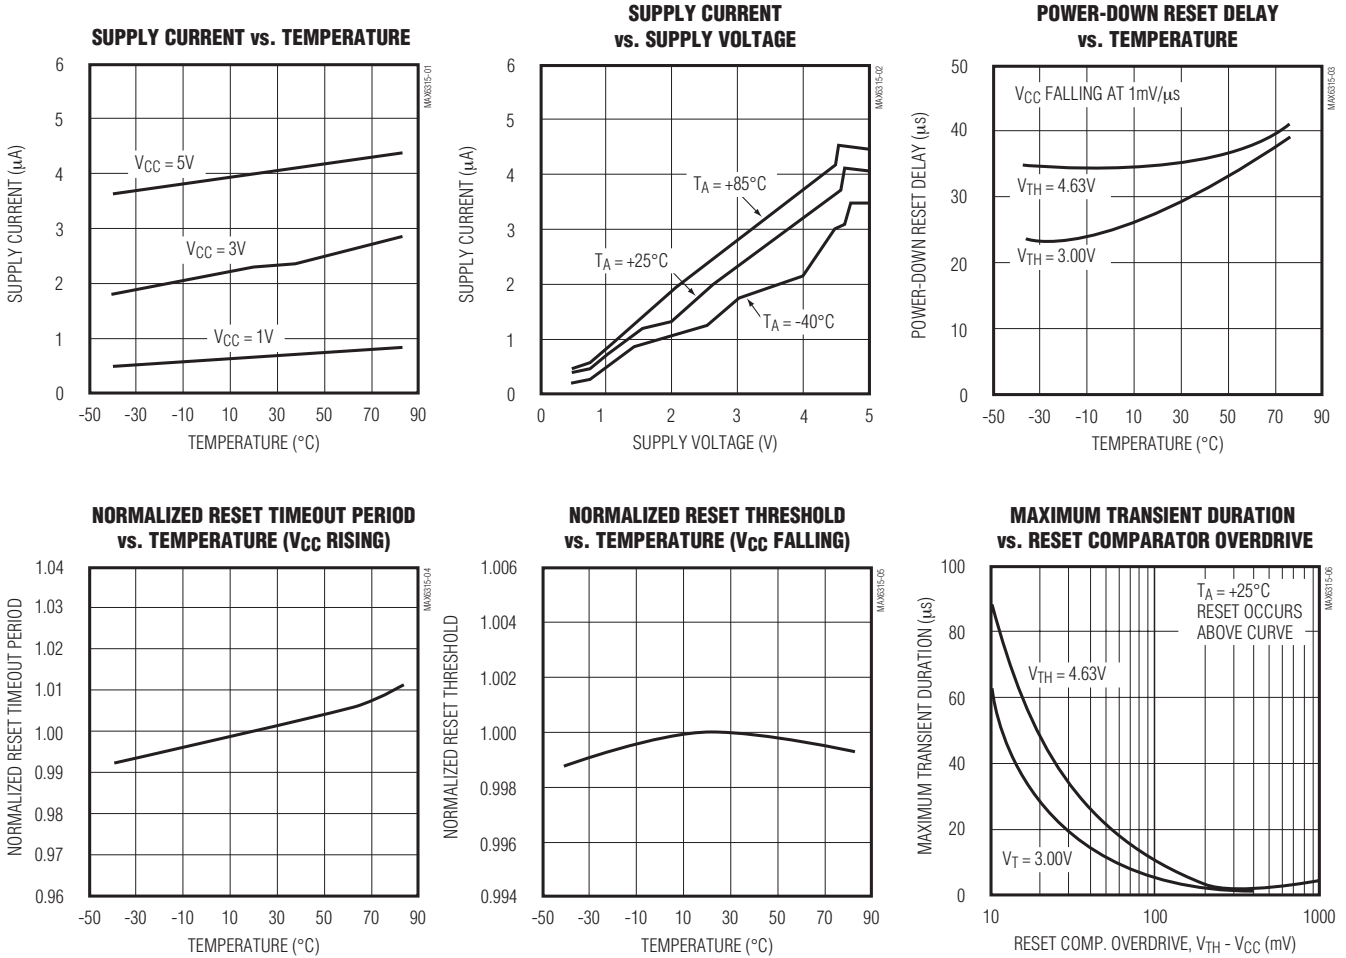 SUPPLY CURRENT vs. TEMPERATURE
MAX6315-01
SUPPLY CURRENT (μA)
6
5
4
3
2
1
0
VCC = 5V
VCC = 3V
VCC = 1V
-50 -30 -10 10 30 50 70 90
TEMPERATURE (°C)
SUPPLY CURRENT
vs. SUPPLY VOLTAGE
MAX6315-02
SUPPLY CURRENT (μA)
6
5
4
3
2
1
0
TA = +85°C
TA = +25°C
TA = -40°C
0 1 2 3 4 5
SUPPLY VOLTAGE (V)
POWER-DOWN RESET DELAY
vs. TEMPERATURE
MAX6315-03
POWER-DOWN RESET DELAY (μs)
50
40
30
20
10
0
VCC FALLING AT 1mV/μs
VTH = 4.63V
VTH = 3.00V
-50 -30 -10 10 30 50 70 90
TEMPERATURE (°C)
NORMALIZED RESET TIMEOUT PERIOD
vs. TEMPERATURE (VCC RISING)
MAX6315-04
NORMALIZED RESET TIMEOUT PERIOD
1.04
1.03
1.02
1.01
1.00
0.99
0.98
0.97
0.96
-50 -30 -10 10 30 50 70 90
TEMPERATURE (°C)
NORMALIZED RESET THRESHOLD
vs. TEMPERATURE (VCC FALLING)
MAX6315-05
NORMALIZED RESET THRESHOLD
1.006
1.004
1.002
1.000
0.998
0.996
0.994
-50 -30 -10 10 30 50 70 90
TEMPERATURE (°C)
MAXIMUM TRANSIENT DURATION
vs. RESET COMPARATOR OVERDRIVE
MAX6315-06
MAXIMUM TRANSIENT DURATION (μs)
100
80
60
40
20
0
TA = +25°C
RESET OCCURS
ABOVE CURVE
VTH = 4.63V
VT = 3.00V
10 100 1000
RESET COMP. OVERDRIVE, VTH - VCC (mV)